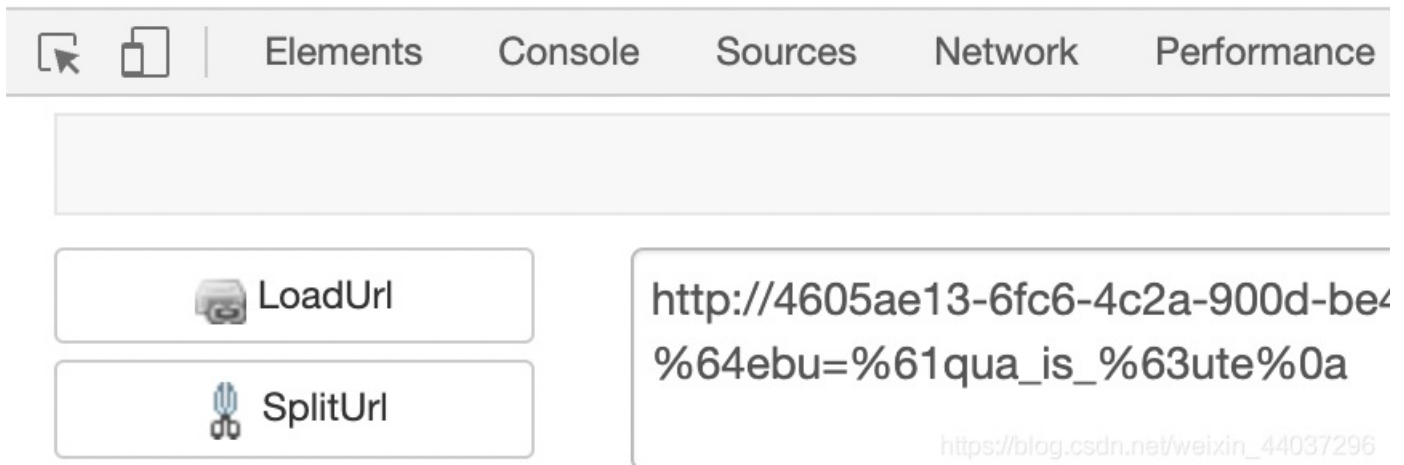 Elements Console Sources Network Performance
LoadUrl
http://4605ae13-6fc6-4c2a-900d-be4
%64ebu=%61qua_is_%63ute%0a
SplitUrl
https://blog.csdn.net/weixin_44037296